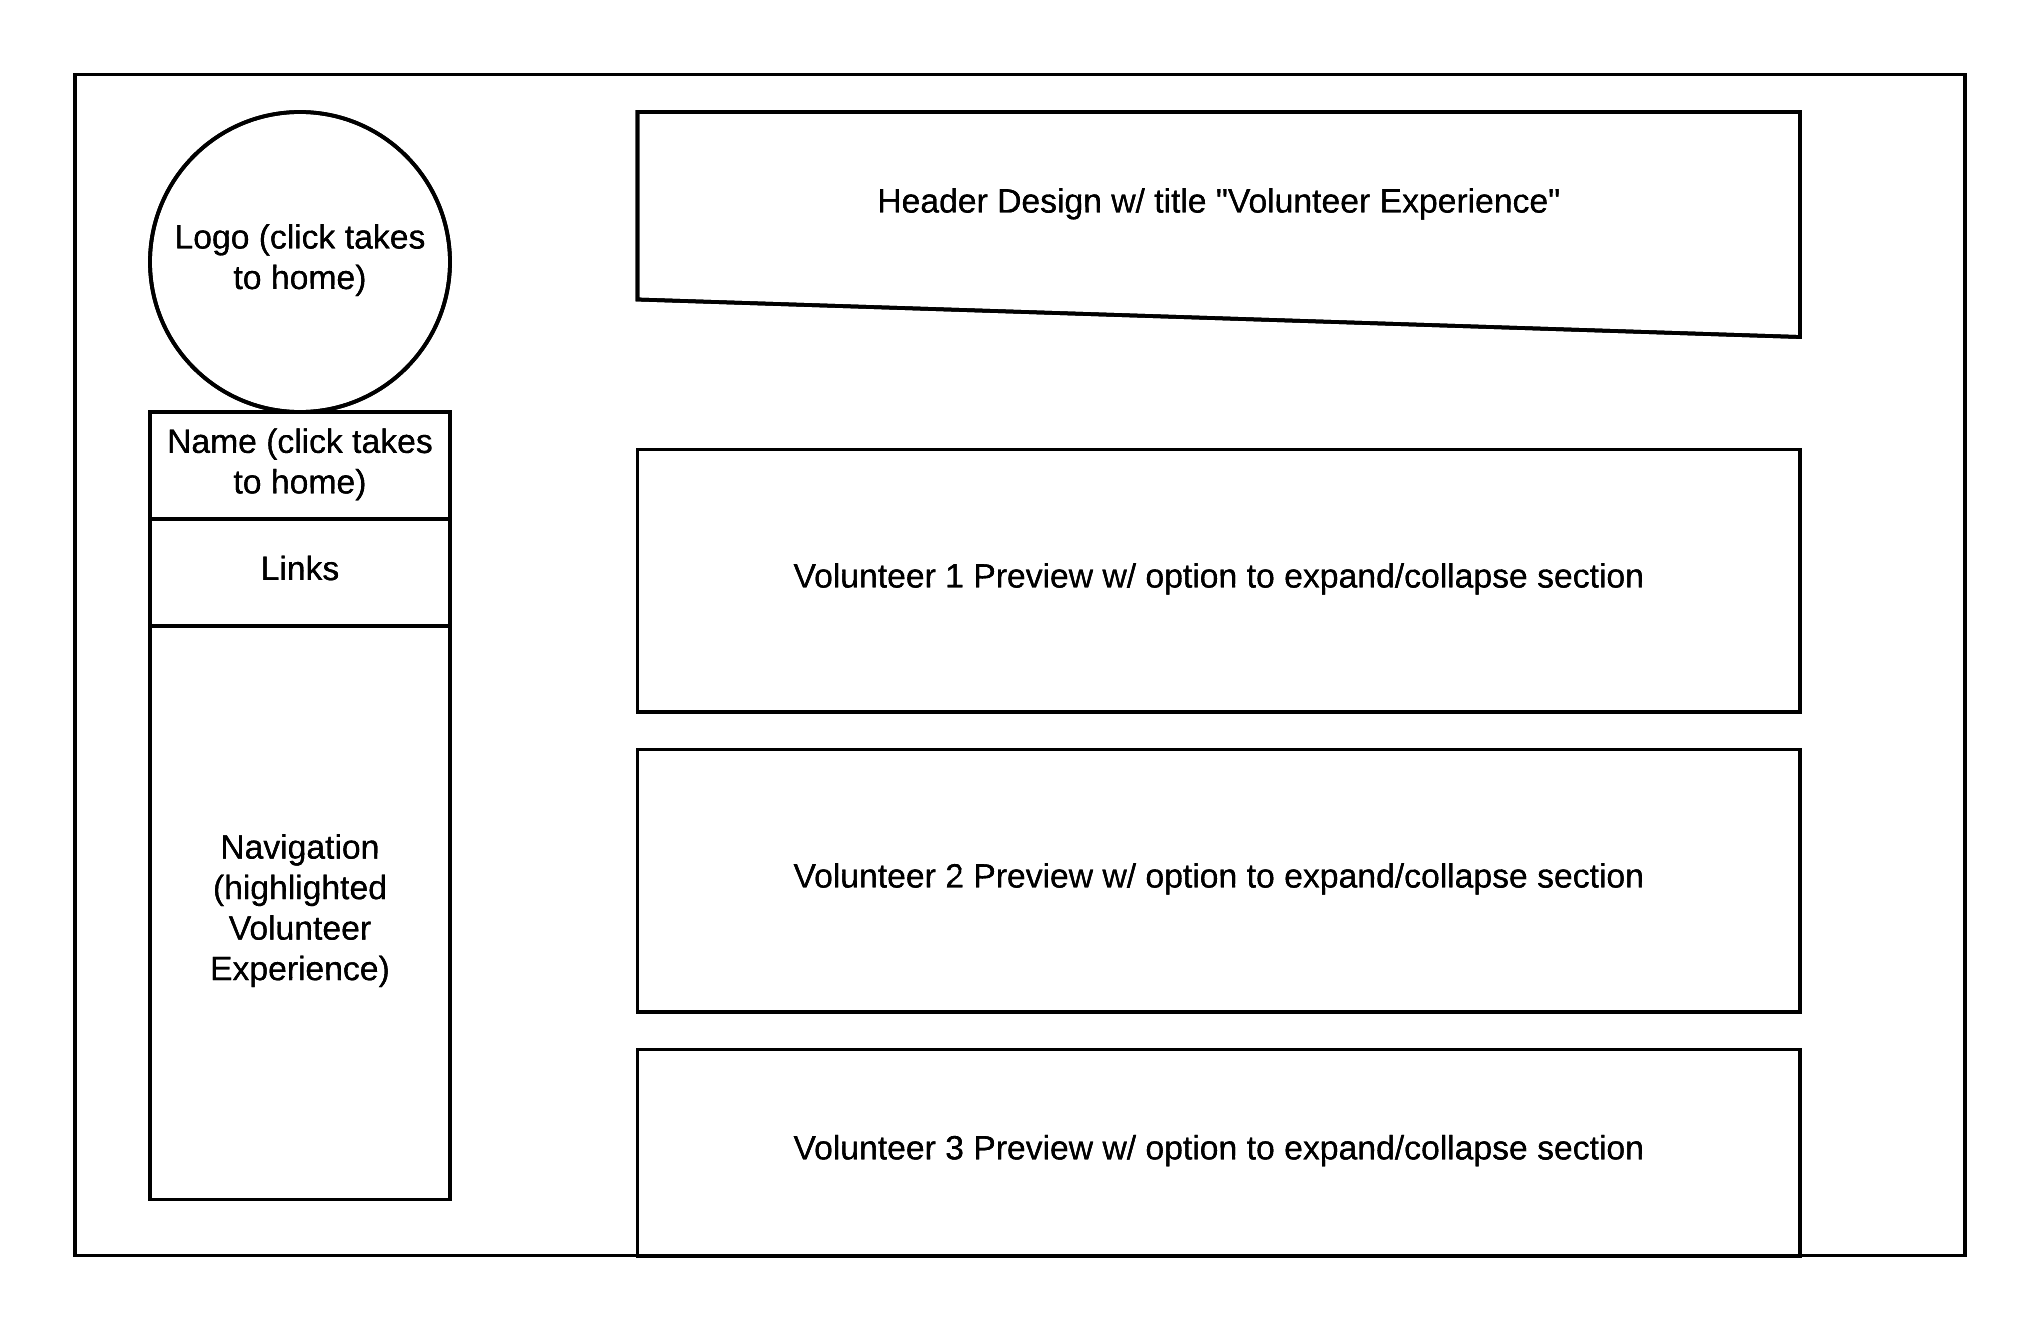 Logo (click takes
to home)
Name (click takes
to home)
Links
Navigation
(highlighted
Volunteer
Experience)
Header Design w/ title "Volunteer Experience"
Volunteer 1 Preview w/ option to expand/collapse section
Volunteer 2 Preview w/ option to expand/collapse section
Volunteer 3 Preview w/ option to expand/collapse section